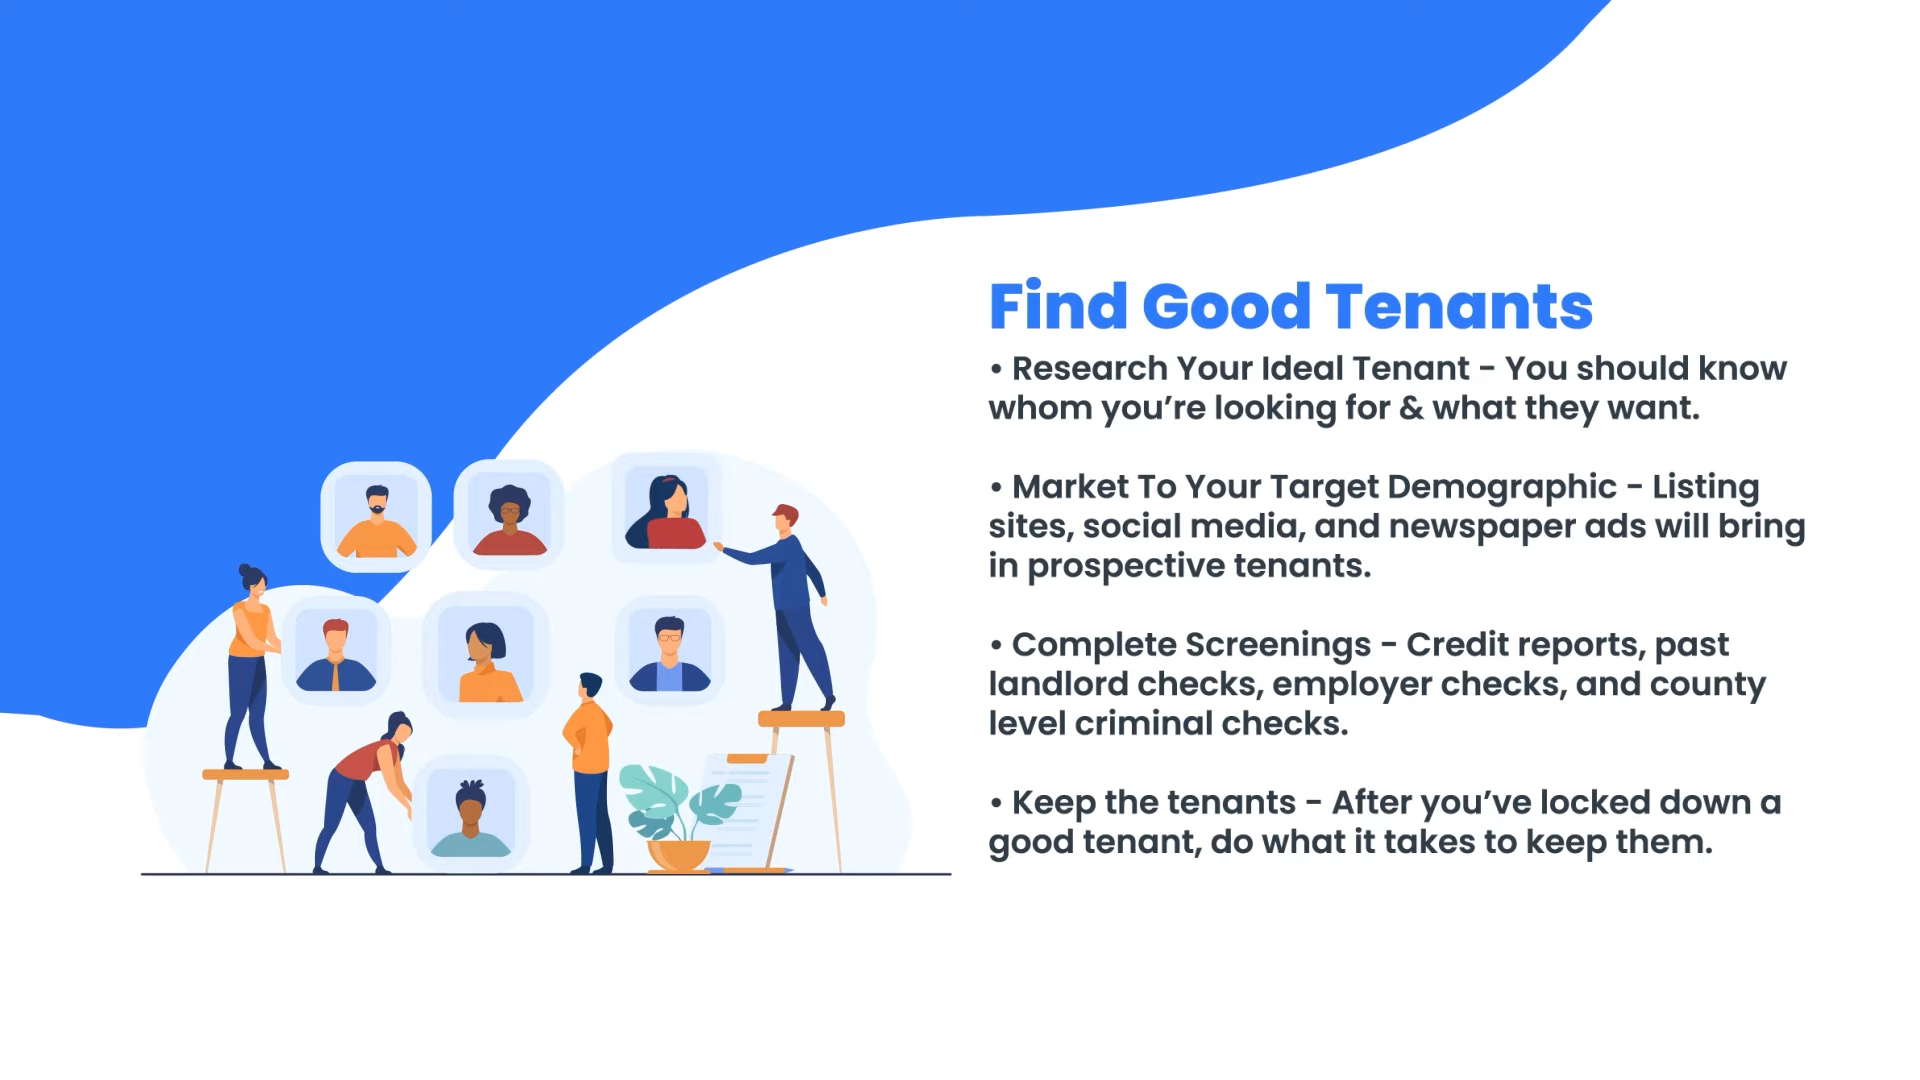 Find Good Tenants
• Research Your Ideal Tenant - You should know
whom you’re looking for & what they want.
• Market To Your Target Demographic - Listing
sites, social media, and newspaper ads will bring
in prospective tenants.
• Complete Screenings - Credit reports, past
landlord checks, employer checks, and county
level criminal checks.
• Keep the tenants - After you’ve locked down a
good tenant, do what it takes to keep them.